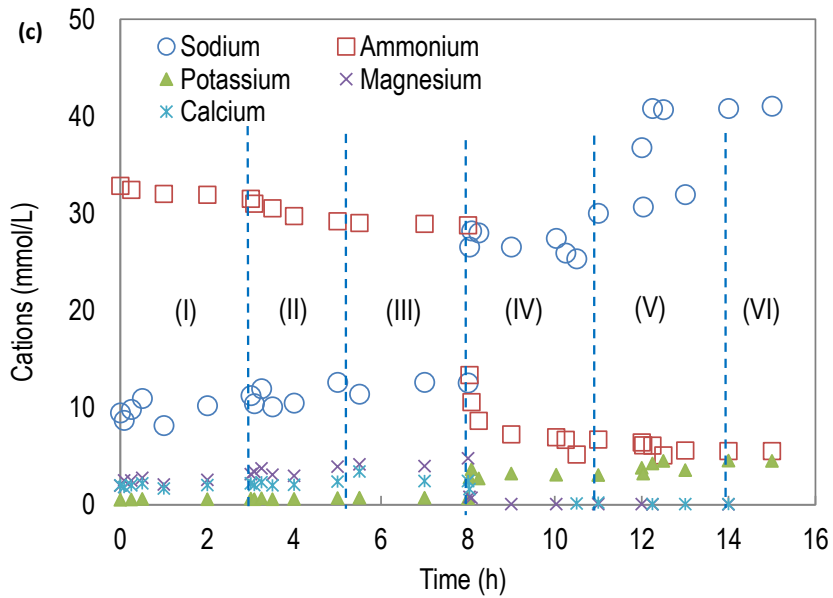 (c)
50
40
30
20
10
0
Cations (mmol/L)
Sodium Ammonium
Potassium Magnesium
Calcium
(I) (II) (III) (IV) (V) (VI)
0 2 4 6 8 10 12 14 16
Time (h)